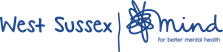 West Sussex
mind
for better mental health